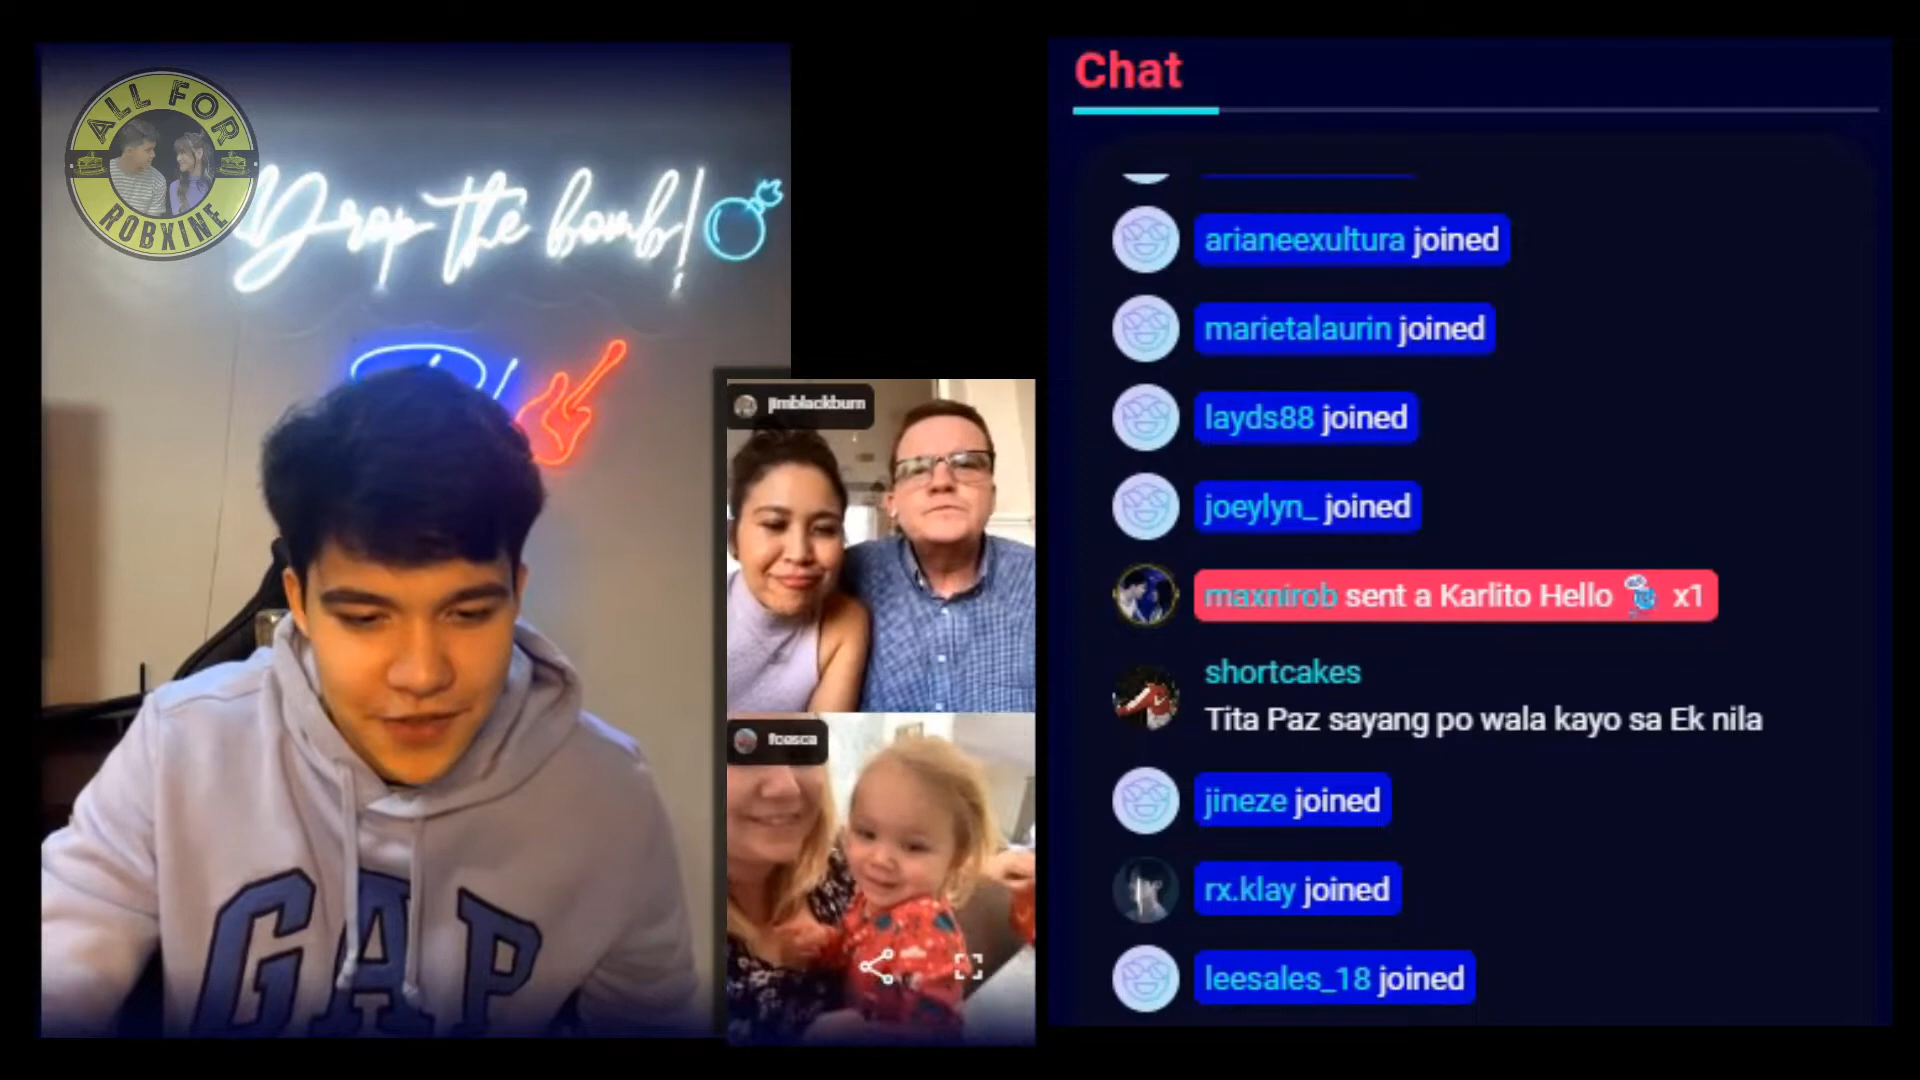 ALL FOR
ROBXINE
Drop the bomb!
GAP
jimblackburn
fcesca
Chat
arianeexultura joined
marietalaurin joined
layds88 joined
joeylyn_ joined
maxnirob sent a Karlito Hello x1
shortcakes
Tita Paz sayang po wala kayo sa Ek nila
jineze joined
rx.klay joined
leesales_18 joined